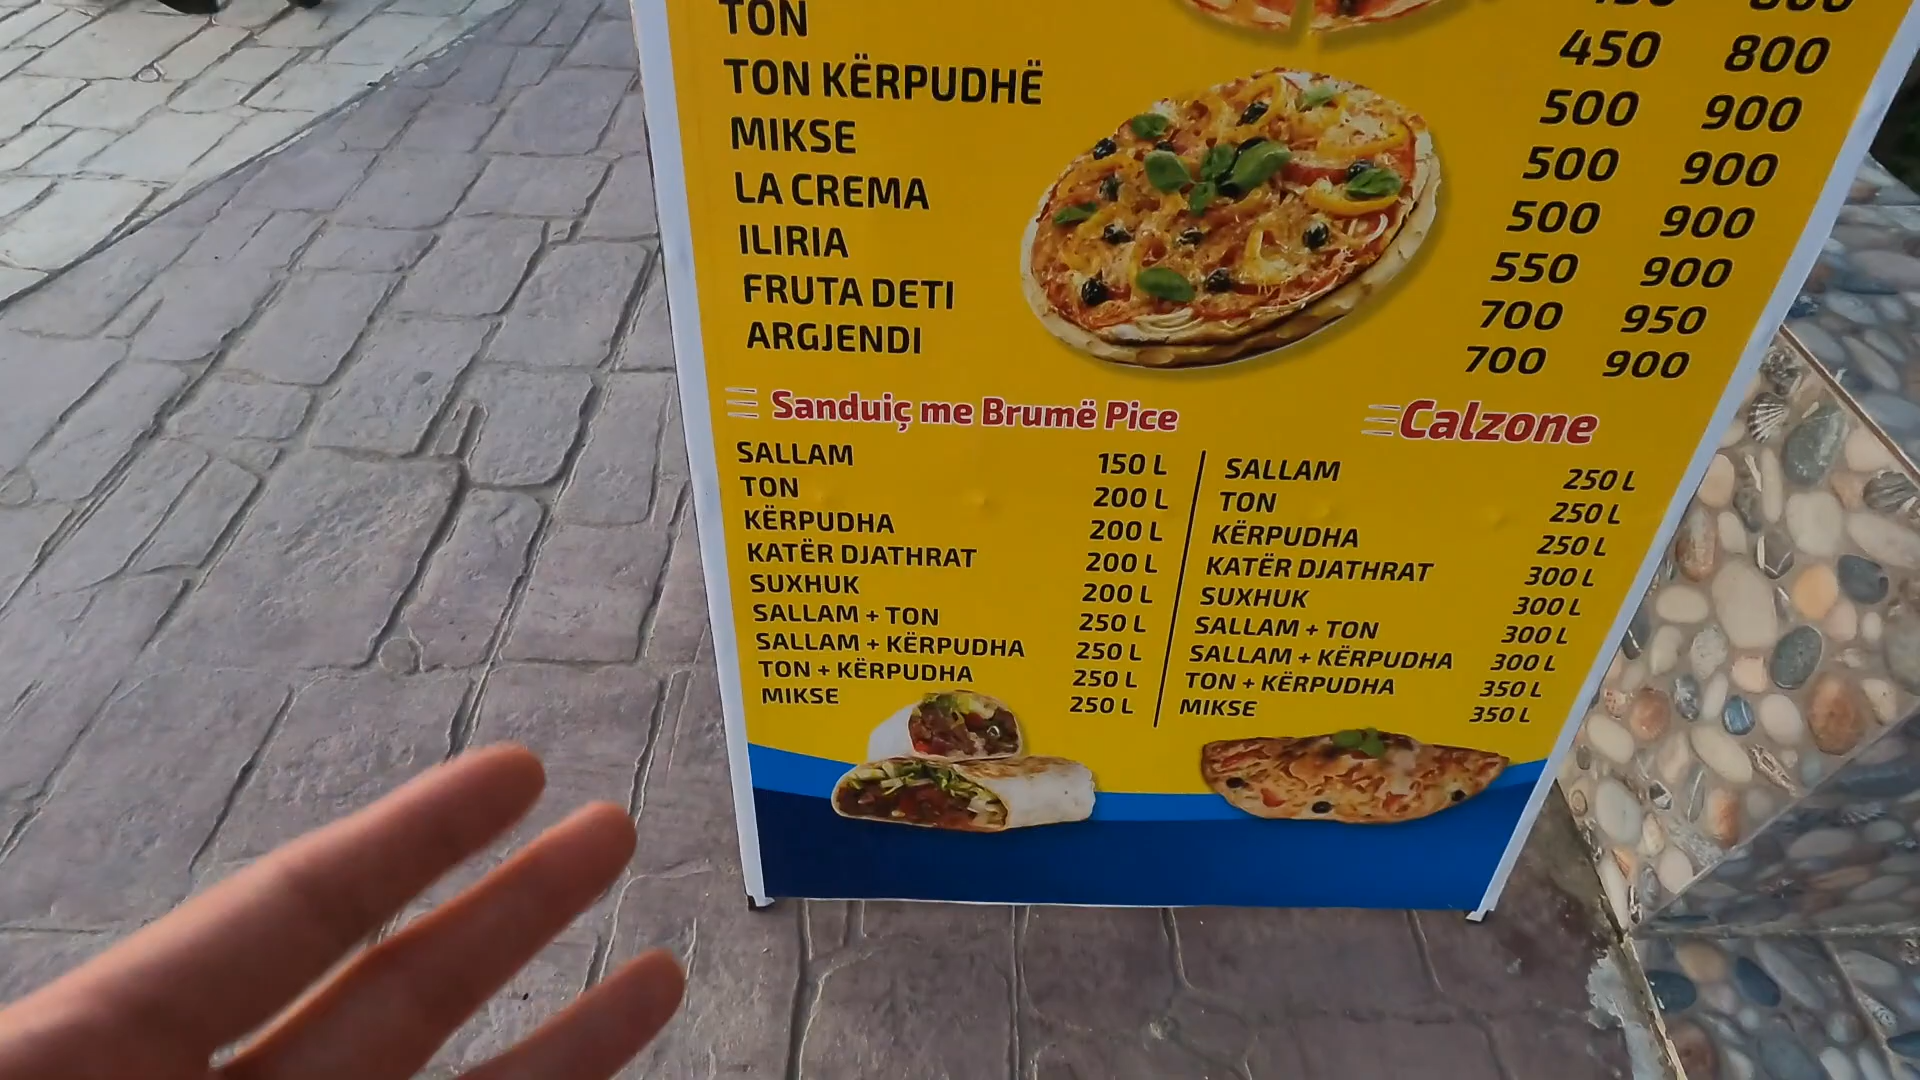 TON 450 800
TON KËRPUDHË 500 900
MIKSE 500 900
LA CREMA 500 900
ILIRIA 550 900
FRUTA DETI 700 950
ARGJENDI 700 900
Sanduiç me Brumë Pice
SALLAM 150 L
TON 200 L
KËRPUDHA 200 L
KATËR DJATHRAT 200 L
SUXHUK 200 L
SALLAM + TON 250 L
SALLAM + KËRPUDHA 250 L
TON + KËRPUDHA 250 L
MIKSE 250 L
Calzone
SALLAM 250 L
TON 250 L
KËRPUDHA 250 L
KATËR DJATHRAT 300 L
SUXHUK 300 L
SALLAM + TON 300 L
SALLAM + KËRPUDHA 300 L
TON + KËRPUDHA 350 L
MIKSE 350 L